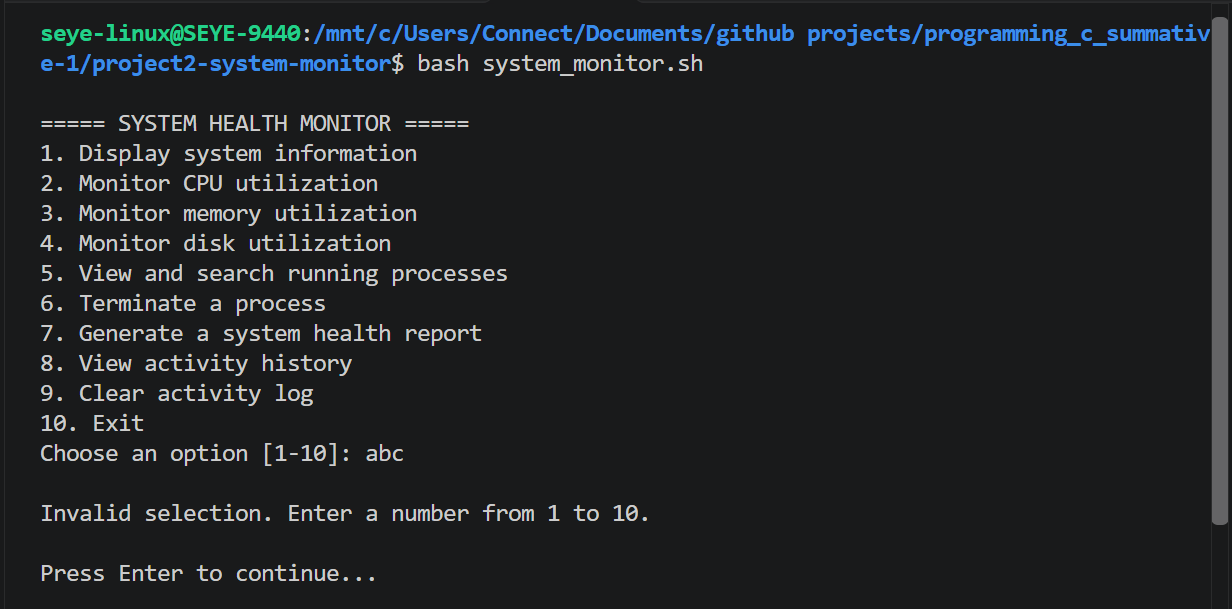 seye-linux@SEYE-9440:/mnt/c/Users/Connect/Documents/github projects/programming_c_summativ
e-1/project2-system-monitor$ bash system_monitor.sh
===== SYSTEM HEALTH MONITOR =====
1. Display system information
2. Monitor CPU utilization
3. Monitor memory utilization
4. Monitor disk utilization
5. View and search running processes
6. Terminate a process
7. Generate a system health report
8. View activity history
9. Clear activity log
10. Exit
Choose an option [1-10]: abc
Invalid selection. Enter a number from 1 to 10.
Press Enter to continue...